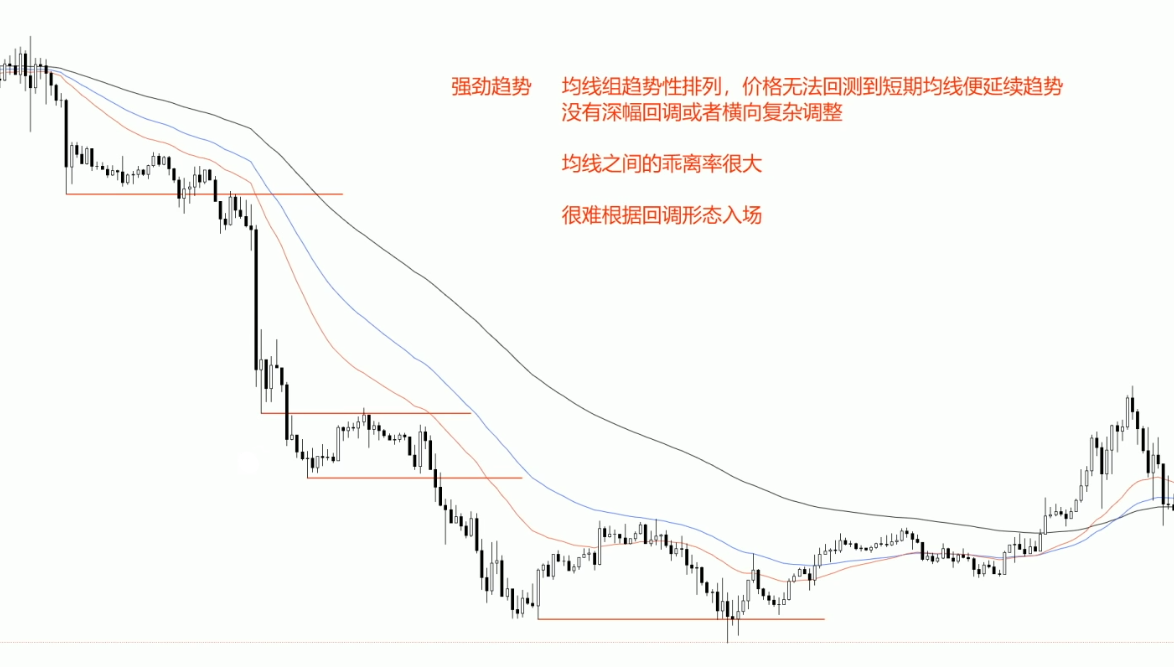 强劲趋势 均线组趋势性排列，价格无法回测到短期均线便延续趋势
没有深幅回调或者横向复杂调整
均线之间的乖离率很大
很难根据回调形态入场